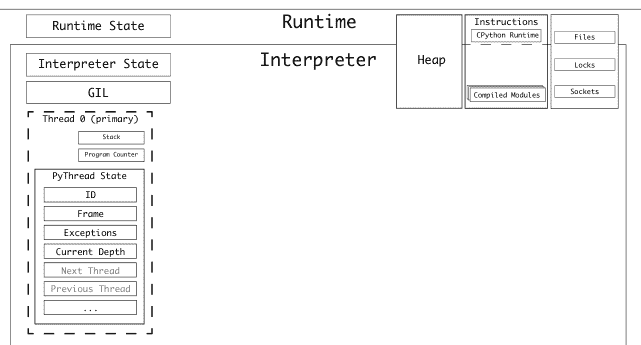 Runtime State
Runtime
Instructions
CPython Runtime
Files
Interpreter State
Interpreter
Heap
Locks
GIL
Compiled Modules
Sockets
Thread 0 (primary)
Stack
Program Counter
PyThread State
ID
Frame
Exceptions
Current Depth
Next Thread
Previous Thread
...